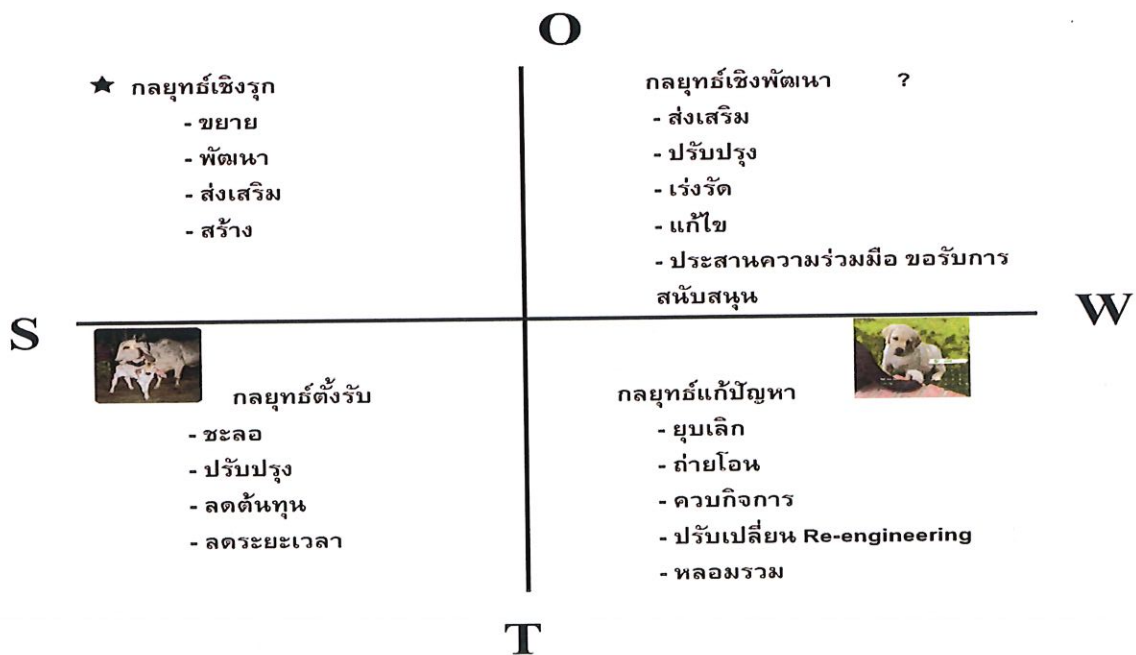 O
★ กลยุทธ์เชิงรุก
- ขยาย
- พัฒนา
- ส่งเสริม
- สร้าง
กลยุทธ์เชิงพัฒนา ?
- ส่งเสริม
- ปรับปรุง
- เร่งรัด
- แก้ไข
- ประสานความร่วมมือ ขอรับการ
สนับสนุน
S
W
กลยุทธ์ตั้งรับ
- ชะลอ
- ปรับปรุง
- ลดต้นทุน
- ลดระยะเวลา
กลยุทธ์แก้ปัญหา
- ยุบเลิก
- ถ่ายโอน
- ควบกิจการ
- ปรับเปลี่ยน Re-engineering
- หลอมรวม
T